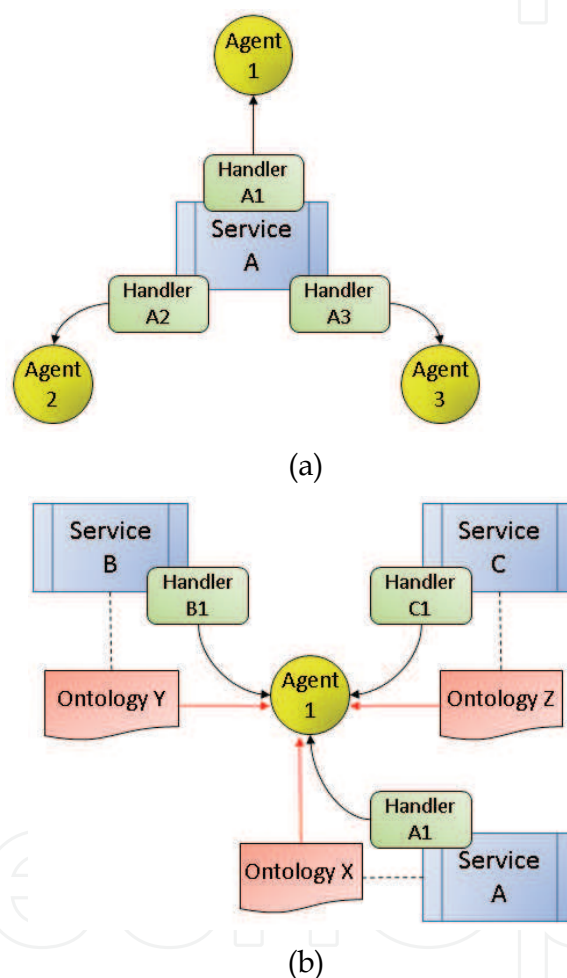 Agent
1
Handler
A1
Service
A
Handler
A2
Handler
A3
Agent
2
Agent
3
(a)
Service
B
Service
C
Handler
B1
Handler
C1
Agent
1
Ontology Y
Ontology Z
Handler
A1
Ontology X
Service
A
(b)